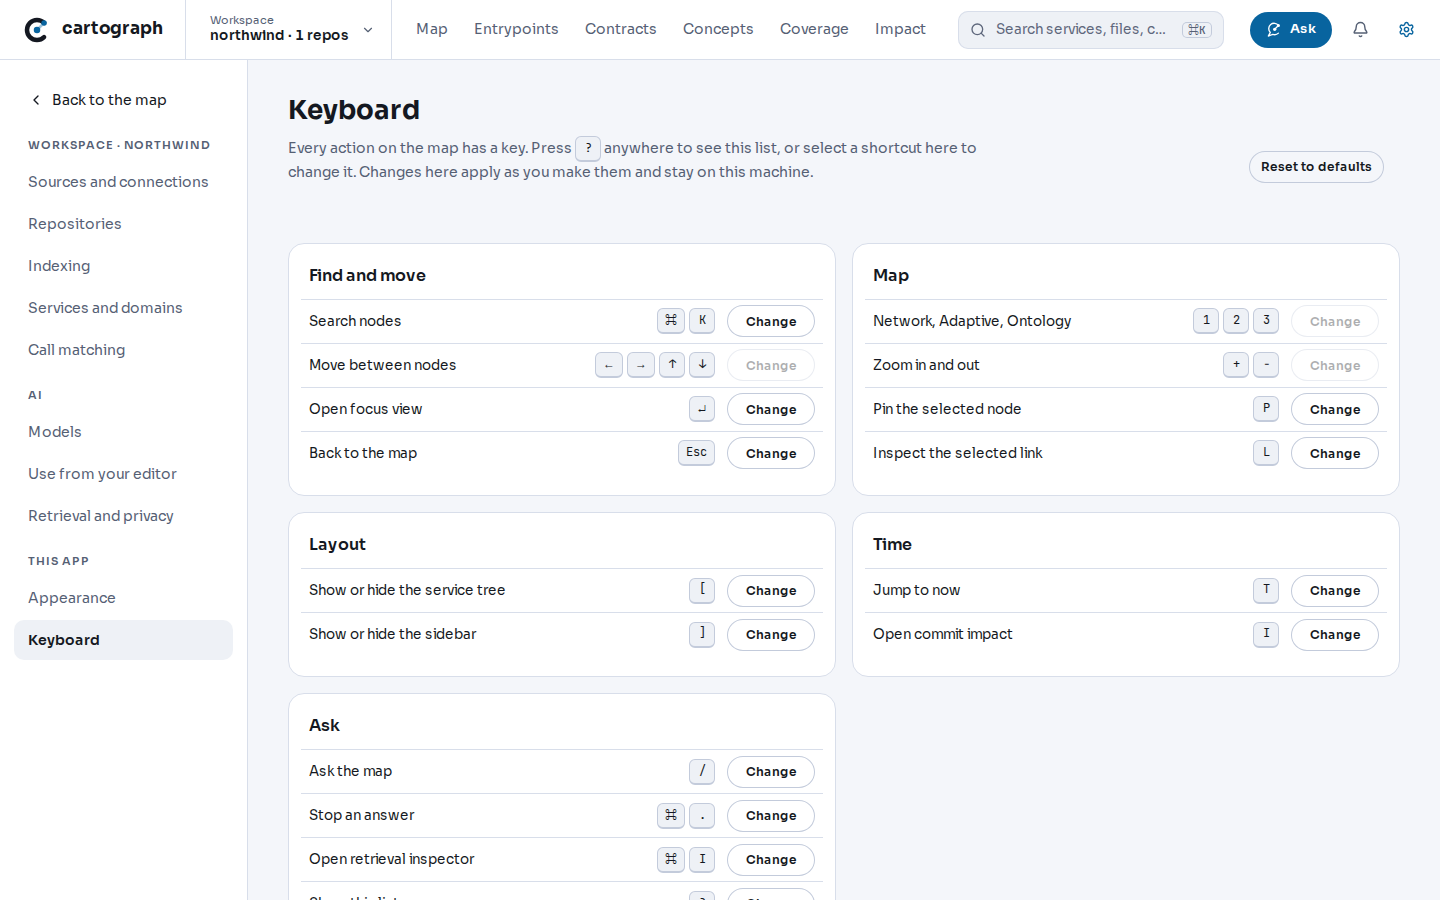 cartograph
Workspace
northwind · 1 repos
Map
Entrypoints
Contracts
Concepts
Coverage
Impact
Search services, files, c...
⌘K
Ask
Back to the map
WORKSPACE · NORTHWIND
Sources and connections
Repositories
Indexing
Services and domains
Call matching
AI
Models
Use from your editor
Retrieval and privacy
THIS APP
Appearance
Keyboard
Keyboard
Every action on the map has a key. Press ? anywhere to see this list, or select a shortcut here to
change it. Changes here apply as you make them and stay on this machine.
Reset to defaults
Find and move
Search nodes ⌘ K Change
Move between nodes ← → ↑ ↓ Change
Open focus view ↵ Change
Back to the map Esc Change
Map
Network, Adaptive, Ontology 1 2 3 Change
Zoom in and out + - Change
Pin the selected node P Change
Inspect the selected link L Change
Layout
Show or hide the service tree [ Change
Show or hide the sidebar ] Change
Time
Jump to now T Change
Open commit impact I Change
Ask
Ask the map / Change
Stop an answer ⌘ . Change
Open retrieval inspector ⌘ I Change